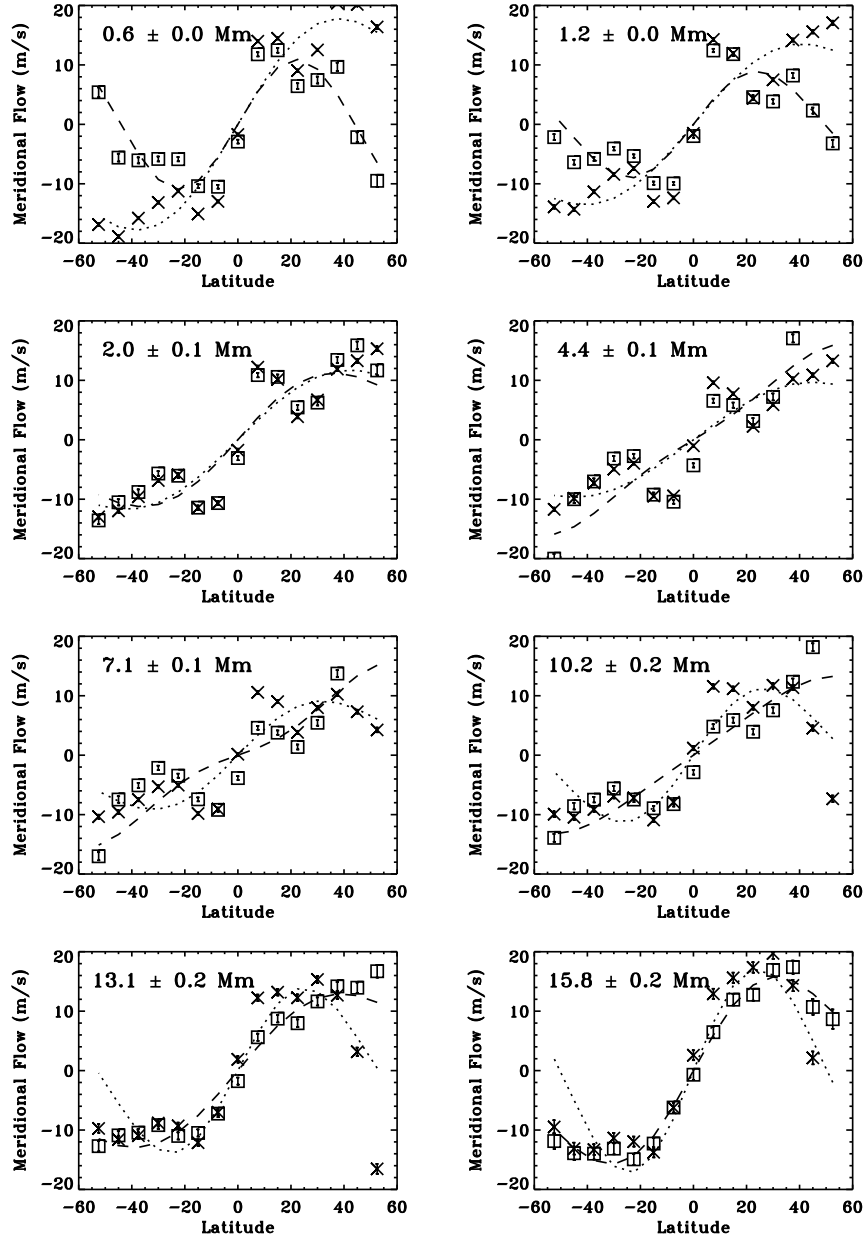 0.6 ± 0.0 Mm
Meridional Flow (m/s)
20
10
0
−10
−20
−60 −40 −20 0 20 40 60
Latitude
1.2 ± 0.0 Mm
Meridional Flow (m/s)
20
10
0
−10
−20
−60 −40 −20 0 20 40 60
Latitude
2.0 ± 0.1 Mm
Meridional Flow (m/s)
20
10
0
−10
−20
−60 −40 −20 0 20 40 60
Latitude
4.4 ± 0.1 Mm
Meridional Flow (m/s)
20
10
0
−10
−20
−60 −40 −20 0 20 40 60
Latitude
7.1 ± 0.1 Mm
Meridional Flow (m/s)
20
10
0
−10
−20
−60 −40 −20 0 20 40 60
Latitude
10.2 ± 0.2 Mm
Meridional Flow (m/s)
20
10
0
−10
−20
−60 −40 −20 0 20 40 60
Latitude
13.1 ± 0.2 Mm
Meridional Flow (m/s)
20
10
0
−10
−20
−60 −40 −20 0 20 40 60
Latitude
15.8 ± 0.2 Mm
Meridional Flow (m/s)
20
10
0
−10
−20
−60 −40 −20 0 20 40 60
Latitude